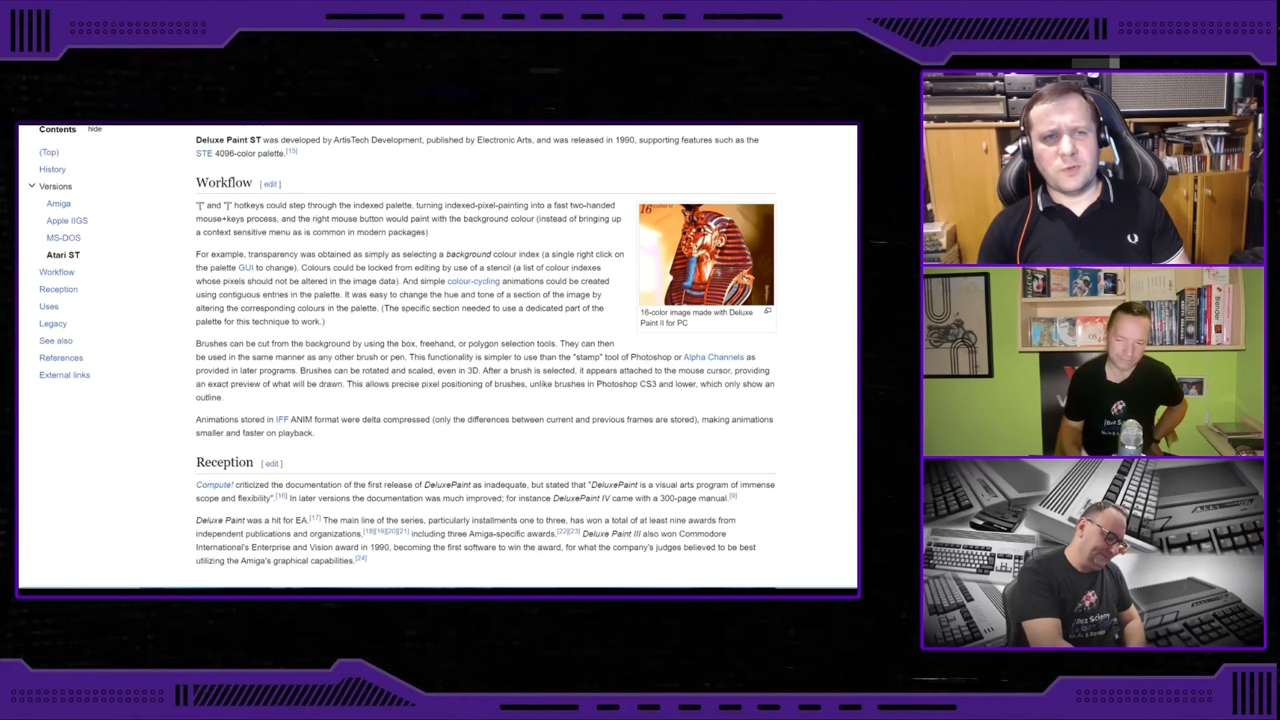 Contents hide
(Top)
History
Versions
Amiga
Apple IIGS
MS-DOS
Atari ST
Workflow
Reception
Uses
Legacy
See also
References
External links
Deluxe Paint ST was developed by ArtisTech Development, published by Electronic Arts, and was released in 1990, supporting features such as the
STE 4096-color palette.[15]
Workflow [ edit ]
"[" and "]" hotkeys could step through the indexed palette, turning indexed-pixel-painting into a fast two-handed
mouse+keys process, and the right mouse button would paint with the background colour (instead of bringing up
a context sensitive menu as is common in modern packages)
For example, transparency was obtained as simply as selecting a background colour index (a single right click on
the palette GUI to change). Colours could be locked from editing by use of a stencil (a list of colour indexes
whose pixels should not be altered in the image data). And simple colour-cycling animations could be created
using contiguous entries in the palette. It was easy to change the hue and tone of a section of the image by
altering the corresponding colours in the palette. (The specific section needed to use a dedicated part of the
palette for this technique to work.)
16
16-color image made with Deluxe
Paint II for PC
Brushes can be cut from the background by using the box, freehand, or polygon selection tools. They can then
be used in the same manner as any other brush or pen. This functionality is simpler to use than the "stamp" tool of Photoshop or Alpha Channels as
provided in later programs. Brushes can be rotated and scaled, even in 3D. After a brush is selected, it appears attached to the mouse cursor, providing
an exact preview of what will be drawn. This allows precise pixel positioning of brushes, unlike brushes in Photoshop CS3 and lower, which only show an
outline.
Animations stored in IFF ANIM format were delta compressed (only the differences between current and previous frames are stored), making animations
smaller and faster on playback.
Reception [ edit ]
Compute! criticized the documentation of the first release of DeluxePaint as inadequate, but stated that "DeluxePaint is a visual arts program of immense
scope and flexibility".[16] In later versions the documentation was much improved; for instance DeluxePaint IV came with a 300-page manual.[9]
Deluxe Paint was a hit for EA.[17] The main line of the series, particularly installments one to three, has won a total of at least nine awards from
independent publications and organizations,[18][19][20][21] including three Amiga-specific awards.[22][23] Deluxe Paint III also won Commodore
International's Enterprise and Vision award in 1990, becoming the first software to win the award, for what the company's judges believed to be best
utilizing the Amiga's graphical capabilities.[24]
Blender